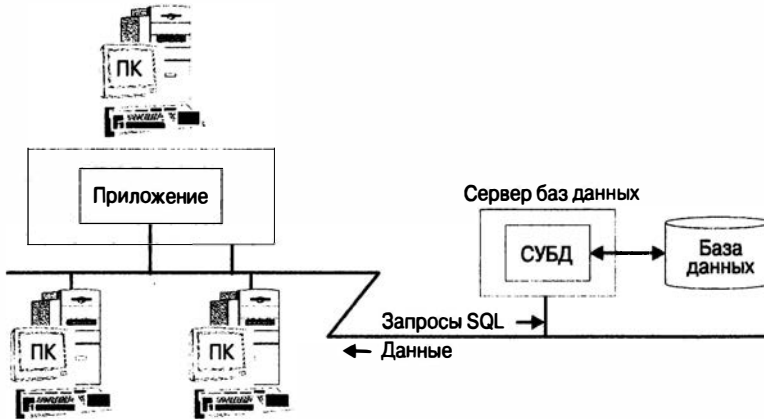 ПК
Приложение
Сервер баз данных
СУБД
База
данных
Запросы SQL
Данные
ПК
ПК